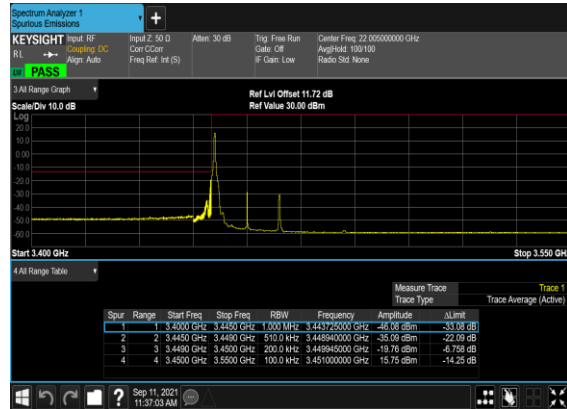 Spectrum Analyzer 1
Spurious Emissions
+
KEYSIGHT Input: RF Input Z: 50 Ω Atten: 30 dB Trig: Free Run Center Freq: 22.005000000 GHz
RL Coupling: DC Corr CCorr Gate: Off Avg|Hold: 100/100
Align: Auto Freq Ref: Int (S) IF Gain: Low Radio Std: None
LW PASS
3 All Range Graph
Ref Lvl Offset 11.72 dB
Scale/Div 10.0 dB Ref Value 30.00 dBm
Log
20.0
10.0
0.00
-10.0
-20.0
-30.0
-40.0
-50.0
-60.0
Start 3.400 GHz Stop 3.550 GH
4 All Range Table
Measure Trace Trace 1
Trace Type Trace Average (Active)
Spur Range Start Freq Stop Freq RBW Frequency Amplitude ΔLimit
1 1 3.4000 GHz 3.4450 GHz 1.000 MHz 3.443725000 GHz -46.08 dBm -33.08 dB
2 2 3.4450 GHz 3.4490 GHz 510.0 kHz 3.448940000 GHz -35.09 dBm -22.09 dB
3 3 3.4490 GHz 3.4500 GHz 200.0 kHz 3.449945000 GHz -19.76 dBm -6.758 dB
4 4 3.4500 GHz 3.5500 GHz 100.0 kHz 3.451000000 GHz 15.75 dBm -14.25 dB
? Sep 11, 2021
11:37:03 AM